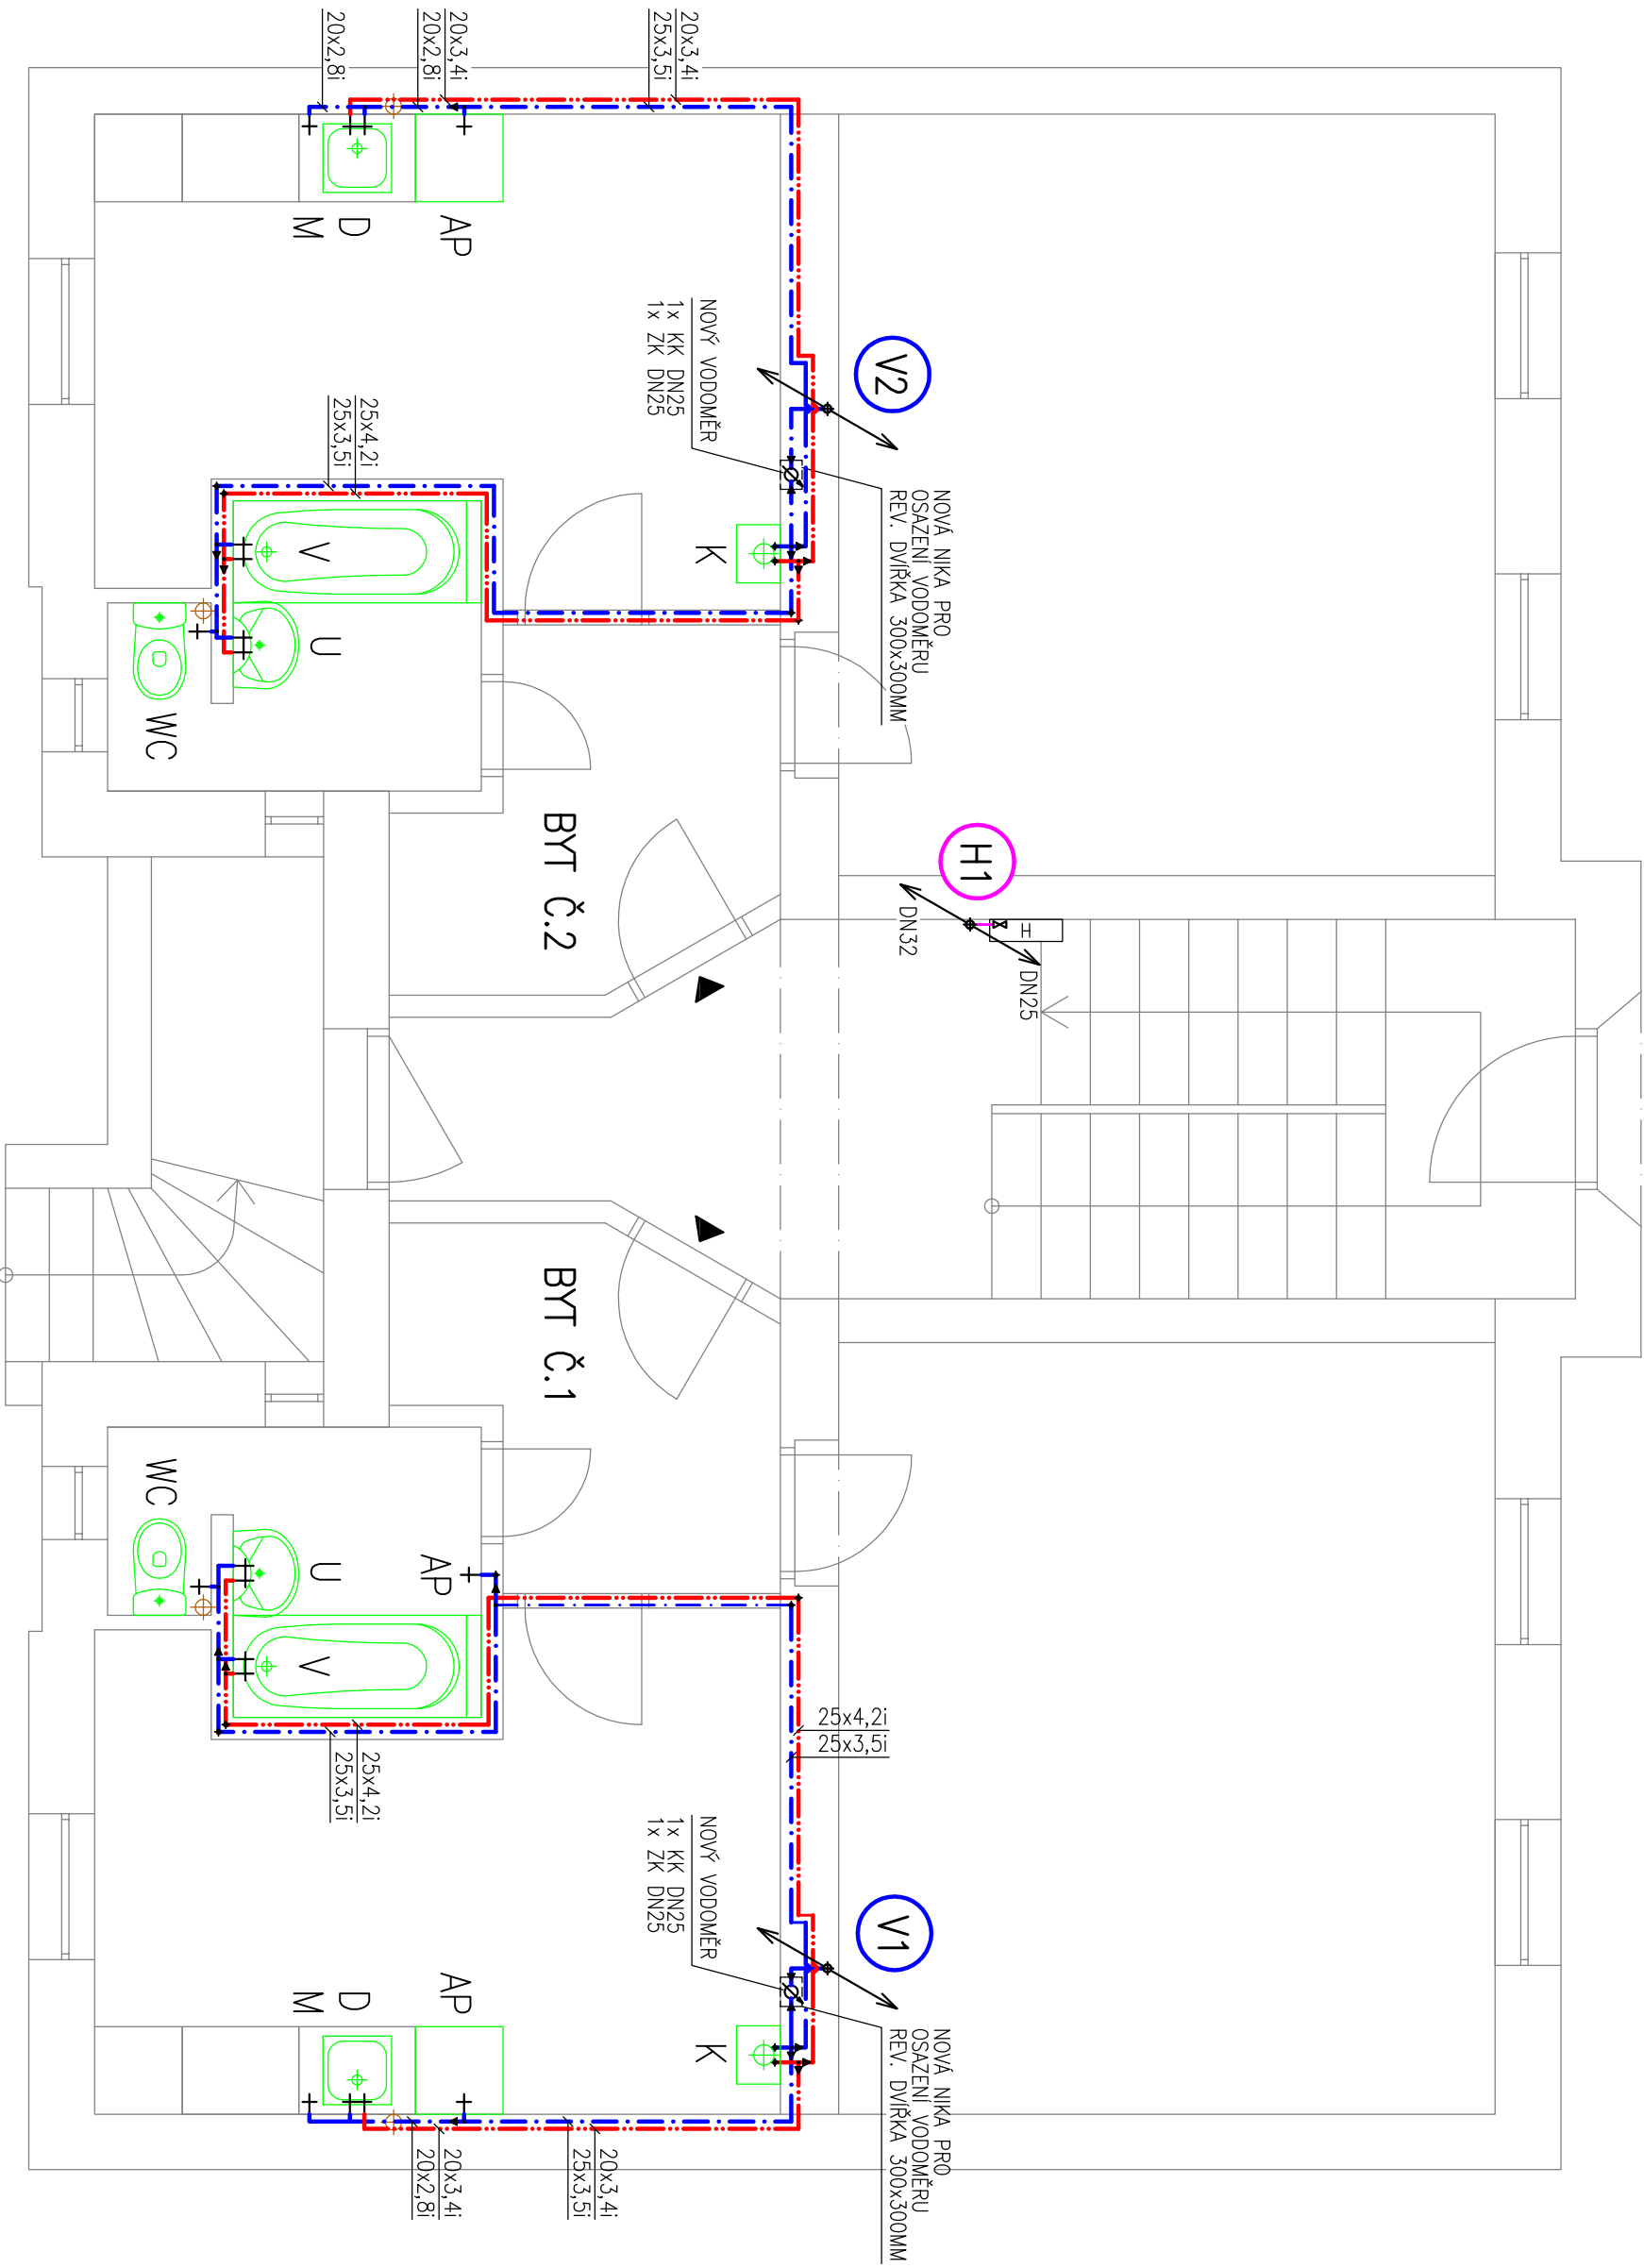 20x3,4i
25x3,5i
20x3,4i
20x2,8i
20x2,8i
AP
D
M
V2
NOVÝ VODOMĚR
1x KK DN25
1x ZK DN25
NOVÁ NIKA PRO
OSAZENÍ VODOMĚRU
REV. DVÍŘKA 300x300MM
25x4,2i
25x3,5i
K
V
U
WC
BYT Č.2
H1
DN32
H
DN25
BYT Č.1
WC
U
AP
V
25x4,2i
25x3,5i
25x4,2i
25x3,5i
NOVÝ VODOMĚR
1x KK DN25
1x ZK DN25
V1
AP
D
M
K
NOVÁ NIKA PRO
OSAZENÍ VODOMĚRU
REV. DVÍŘKA 300x300MM
20x3,4i
25x3,5i
20x3,4i
20x2,8i